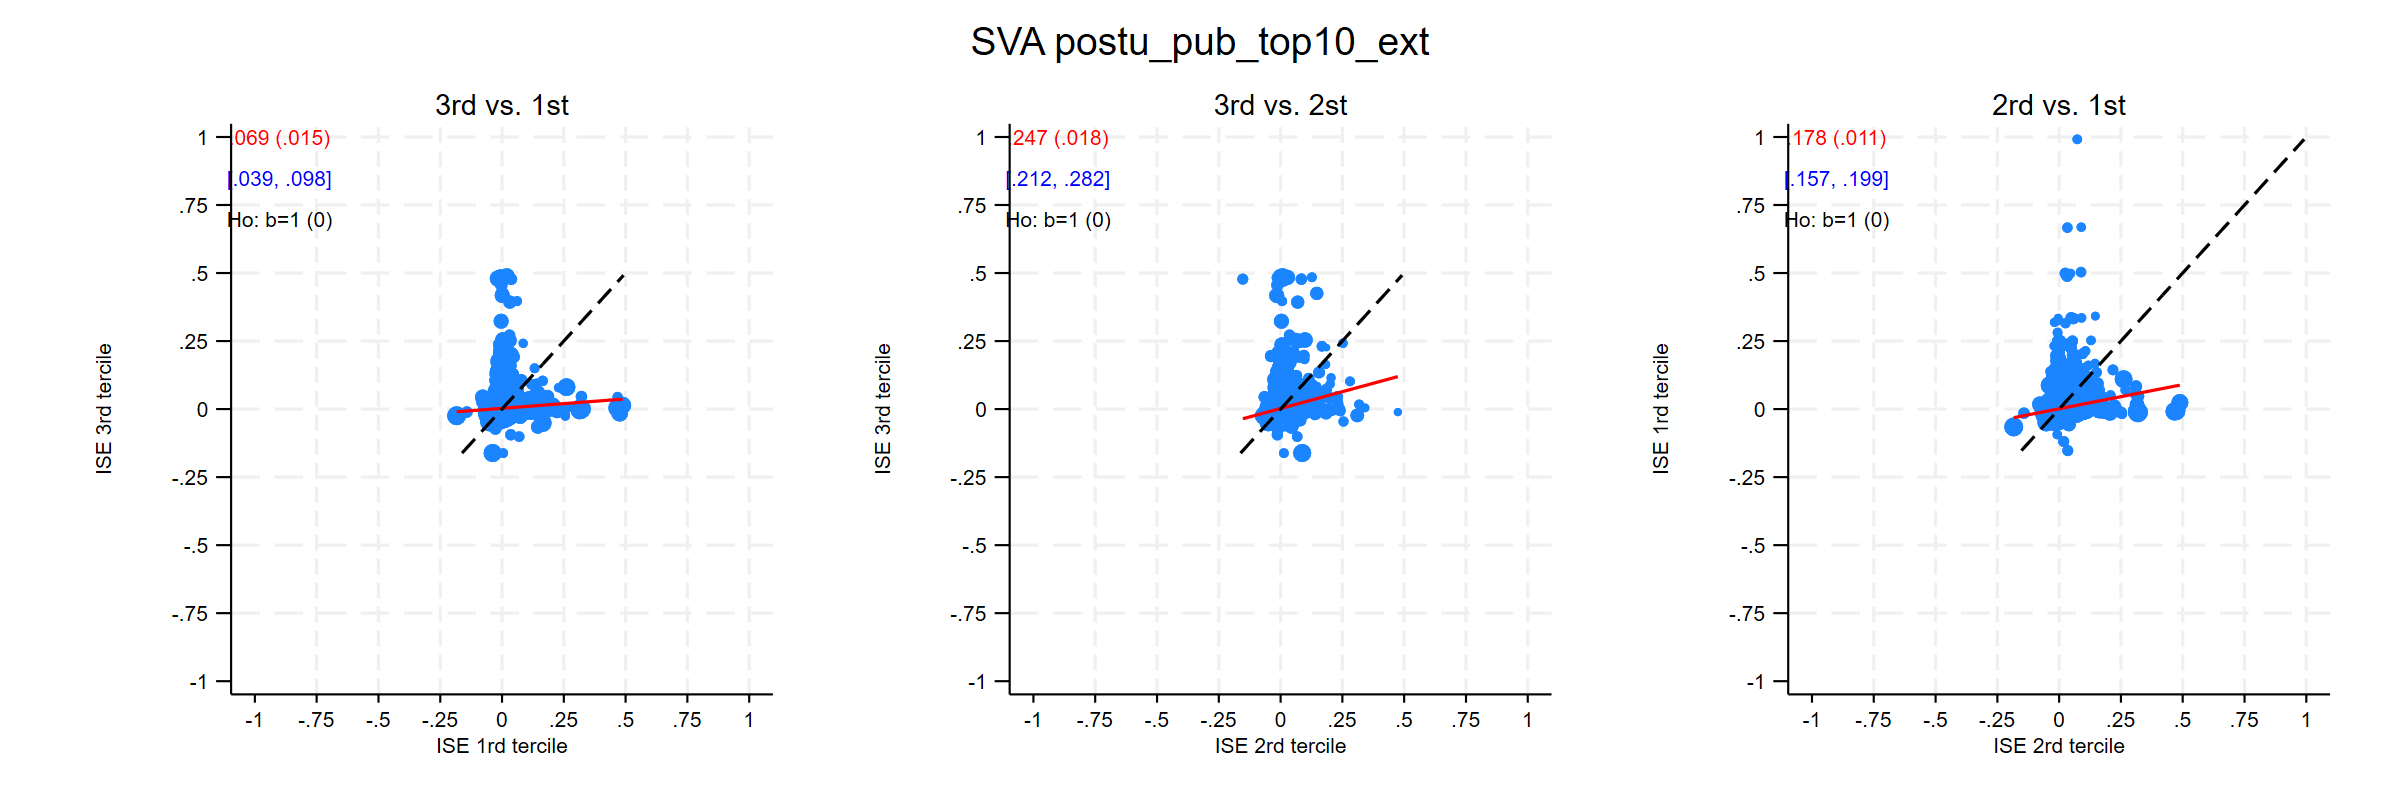 SVA postu_pub_top10_ext
3rd vs. 1st
.069 (.015)
[.039, .098]
Ho: b=1 (0)
ISE 3rd tercile
1
.75
.5
.25
0
-.25
-.5
-.75
-1
-1 -.75 -.5 -.25 0 .25 .5 .75 1
ISE 1rd tercile
3rd vs. 2st
.247 (.018)
[.212, .282]
Ho: b=1 (0)
ISE 3rd tercile
1
.75
.5
.25
0
-.25
-.5
-.75
-1
-1 -.75 -.5 -.25 0 .25 .5 .75 1
ISE 2rd tercile
2rd vs. 1st
.178 (.011)
[.157, .199]
Ho: b=1 (0)
ISE 1rd tercile
1
.75
.5
.25
0
-.25
-.5
-.75
-1
-1 -.75 -.5 -.25 0 .25 .5 .75 1
ISE 2rd tercile